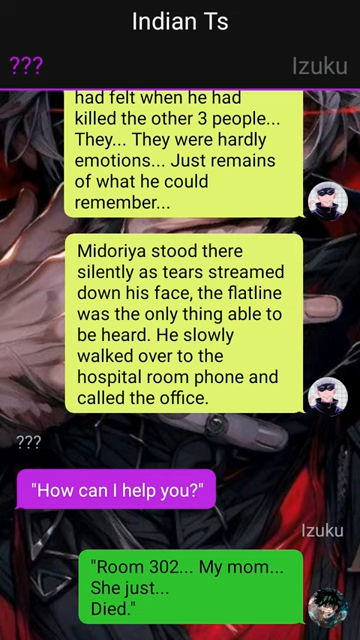 Indian Ts
???
Izuku
had felt when he had
killed the other 3 people...
They... They were hardly
emotions... Just remains
of what he could
remember...
Midoriya stood there
silently as tears streamed
down his face, the flatline
was the only thing able to
be heard. He slowly
walked over to the
hospital room phone and
called the office.
???
"How can I help you?"
Izuku
"Room 302... My mom...
She just...
Died."